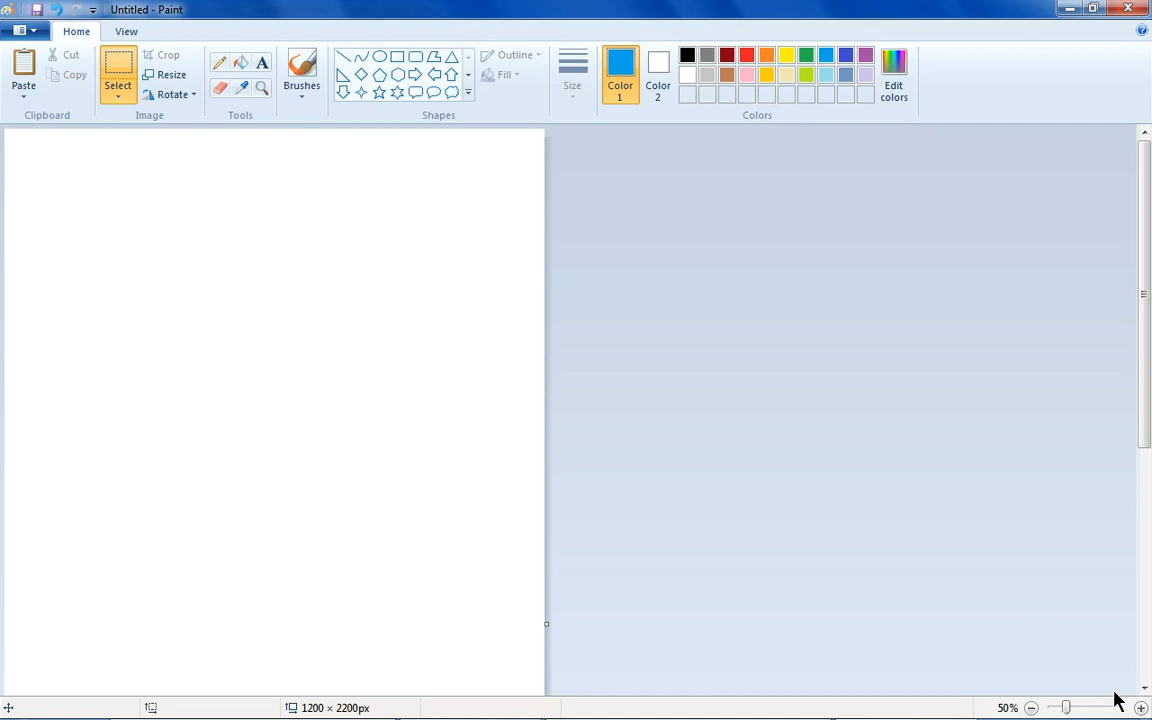 Untitled - Paint
Home View
Paste
Cut
Copy
Clipboard
Select
Crop
Resize
Rotate
Image
A
Tools
Brushes
Outline
Fill
Shapes
Size
Color 1
Color 2
Edit colors
Colors
1200 × 2200px
50%